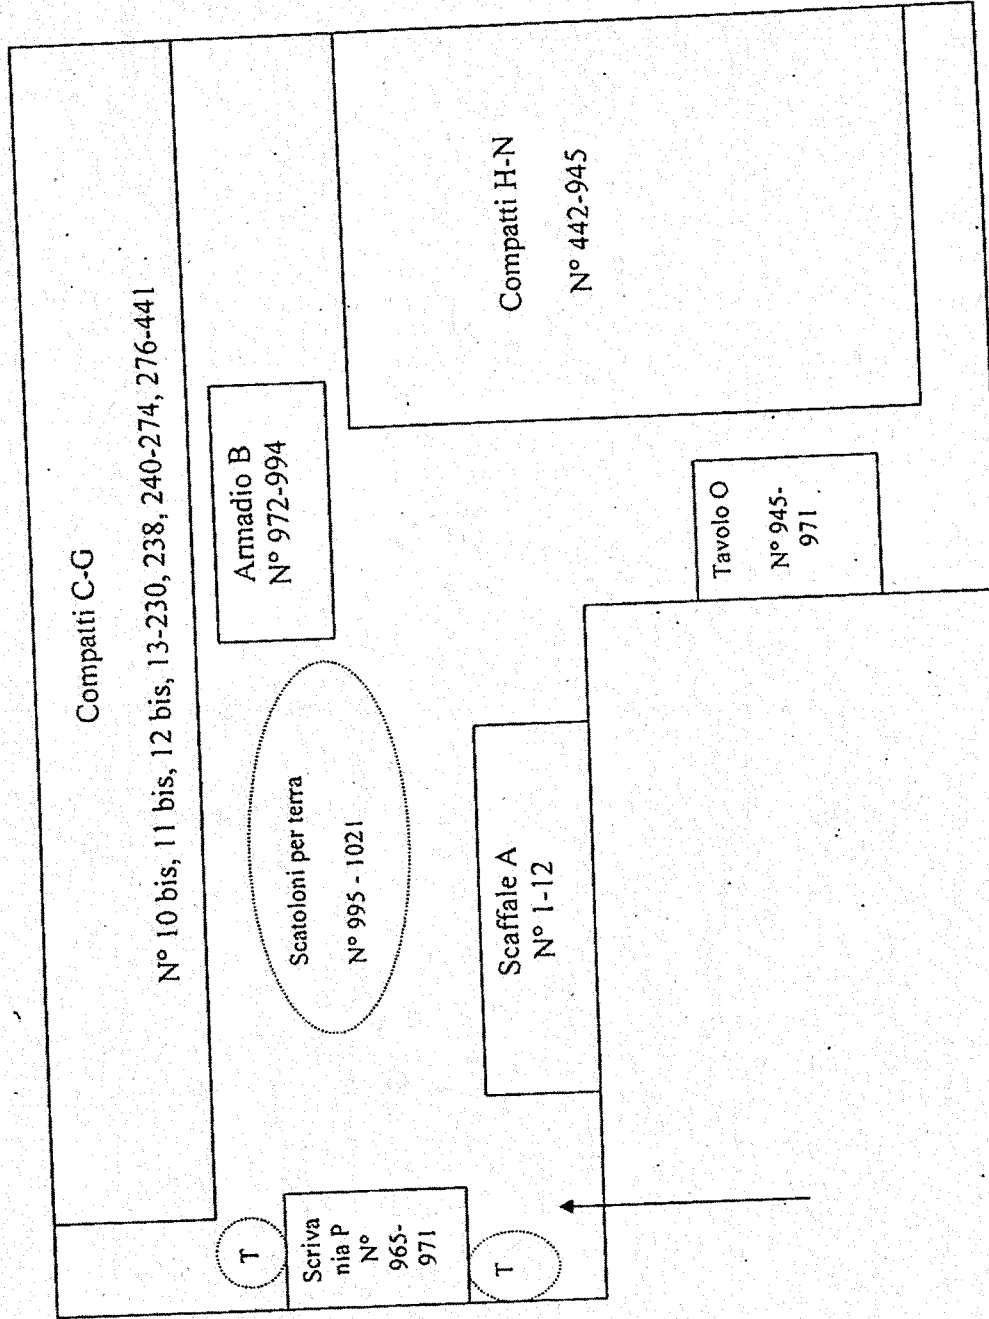 Compatti C-G
N° 10 bis, 11 bis, 12 bis, 13-230, 238, 240-274, 276-441
Armadio B
N° 972-994
Compatti H-N
N° 442-945
Scatoloni per terra
N° 995 - 1021
Scaffale A
N° 1-12
Tavolo O
N° 945-
971
T
Scriva
nia P
N°
965-
971
T